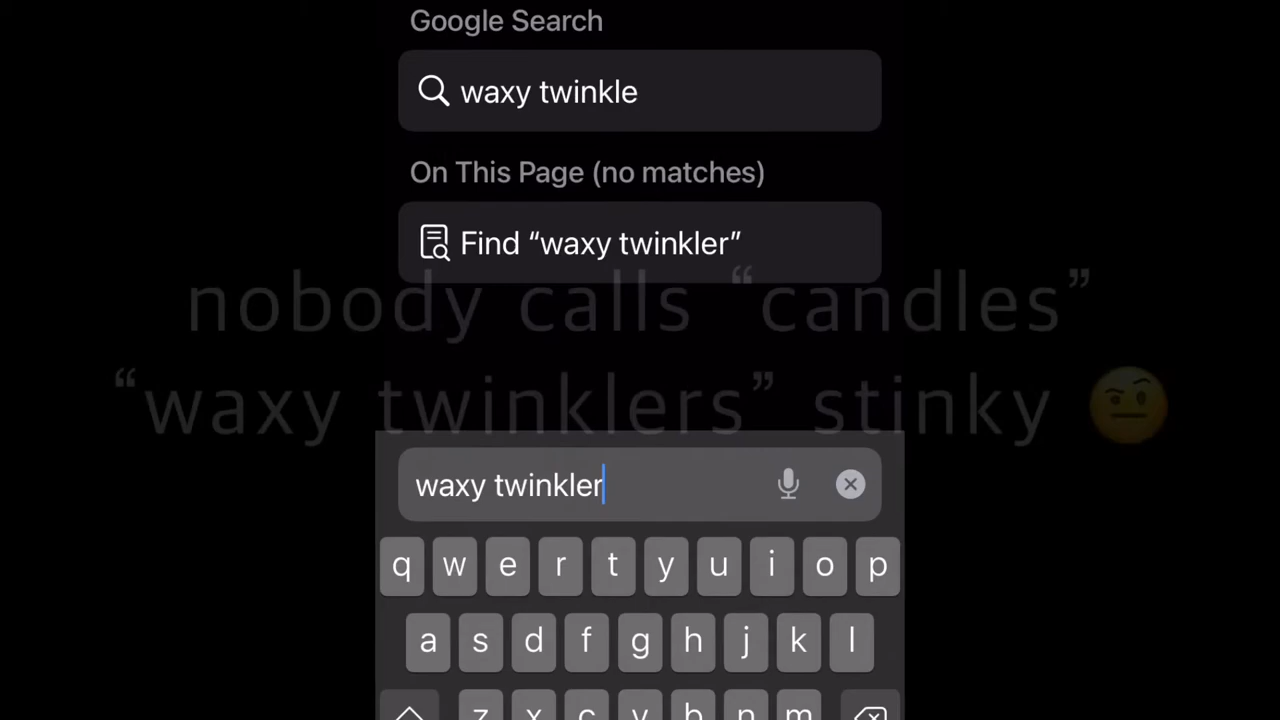 Google Search
waxy twinkle
On This Page (no matches)
Find “waxy twinkler”
nobody calls “candles”
“waxy twinklers” stinky 🤨
waxy twinkler
q w e r t y u i o p
a s d f g h j k l
z x c v b n m